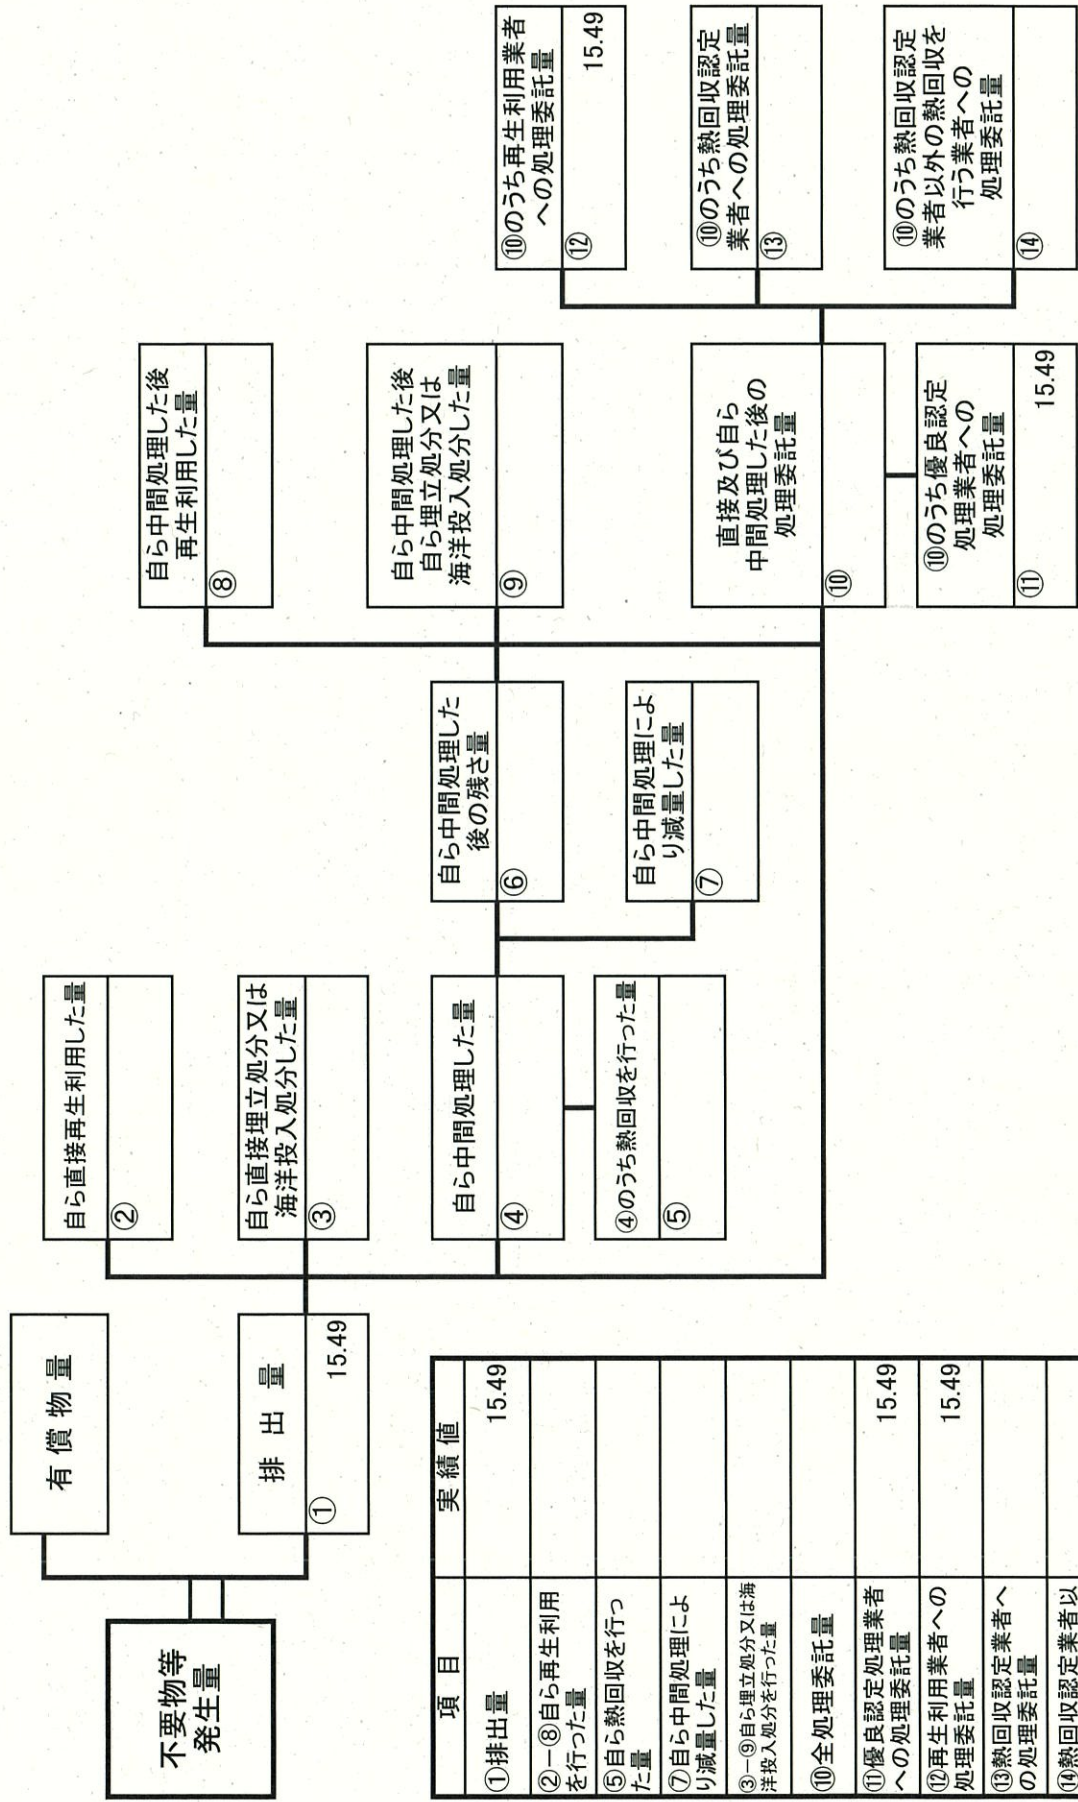 不要物等
発生量
有 償 物 量
排 出 量
①
15.49
自ら直接再生利用した量
②
自ら直接埋立処分又は
海洋投入処分した量
③
自ら中間処理した量
④
④のうち熱回収を行った量
⑤
自ら中間処理した
後の残さ量
⑥
自ら中間処理によ
り減量した量
⑦
自ら中間処理した後
再生利用した量
⑧
自ら中間処理した後
自ら埋立処分又は
海洋投入処分した量
⑨
直接及び自ら
中間処理した後の
処理委託量
⑩
⑩のうち優良認定
処理業者への
処理委託量
⑪
15.49
⑩のうち再生利用業者
への処理委託量
⑫
15.49
⑩のうち熱回収認定
業者への処理委託量
⑬
⑩のうち熱回収認定
業者以外の熱回収を
行う業者への
処理委託量
⑭
項 目 実 績 値
①排出量 15.49
②ー⑧自ら再生利用
を行った量
⑤自ら熱回収を行っ
た量
⑦自ら中間処理によ
り減量した量
③ー⑨自ら埋立処分又は海
洋投入処分を行った量
⑩全処理委託量
⑪優良認定処理業者
への処理委託量 15.49
⑫再生利用業者への
処理委託量 15.49
⑬熱回収認定業者へ
の処理委託量
⑭熱回収認定業者以